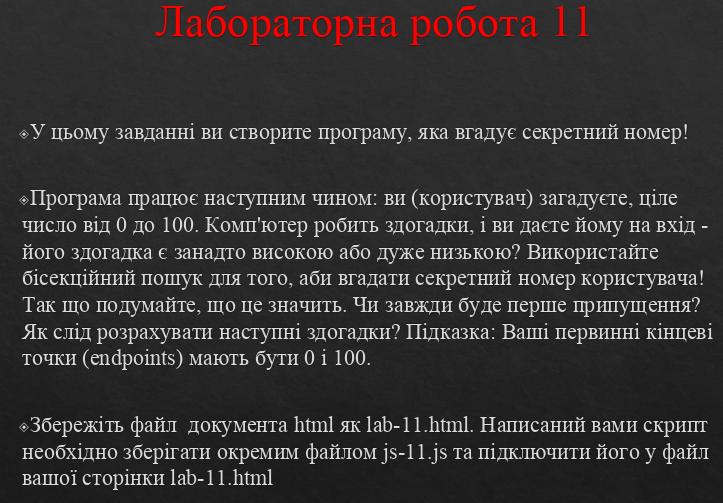 Лабораторна робота 11
У цьому завданні ви створите програму, яка вгадує секретний номер!
Програма працює наступним чином: ви (користувач) загадуєте, ціле
число від 0 до 100. Комп'ютер робить здогадки, і ви даєте йому на вхід -
його здогадка є занадто високою або дуже низькою? Використайте
бісекційний пошук для того, аби вгадати секретний номер користувача!
Так що подумайте, що це значить. Чи завжди буде перше припущення?
Як слід розрахувати наступні здогадки? Підказка: Ваші первинні кінцеві
точки (endpoints) мають бути 0 і 100.
Збережіть файл документа html як lab-11.html. Написаний вами скрипт
необхідно зберігати окремим файлом js-11.js та підключити його у файл
вашої сторінки lab-11.html